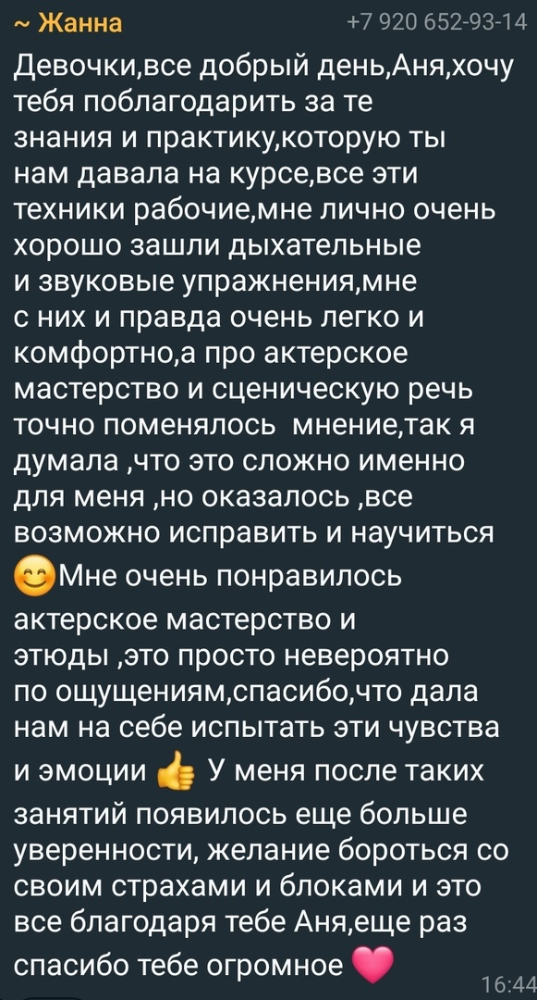 ~ Жанна +7 920 652-93-14
Девочки,все добрый день,Аня,хочу
тебя поблагодарить за те
знания и практику,которую ты
нам давала на курсе,все эти
техники рабочие,мне лично очень
хорошо зашли дыхательные
и звуковые упражнения,мне
с них и правда очень легко и
комфортно,а про актерское
мастерство и сценическую речь
точно поменялось  мнение,так я
думала ,что это сложно именно
для меня ,но оказалось ,все
возможно исправить и научиться
😊Мне очень понравилось
актерское мастерство и
этюды ,это просто невероятно
по ощущениям,спасибо,что дала
нам на себе испытать эти чувства
и эмоции 👍 У меня после таких
занятий появилось еще больше
уверенности, желание бороться со
своим страхами и блоками и это
все благодаря тебе Аня,еще раз
спасибо тебе огромное ❤
16:44